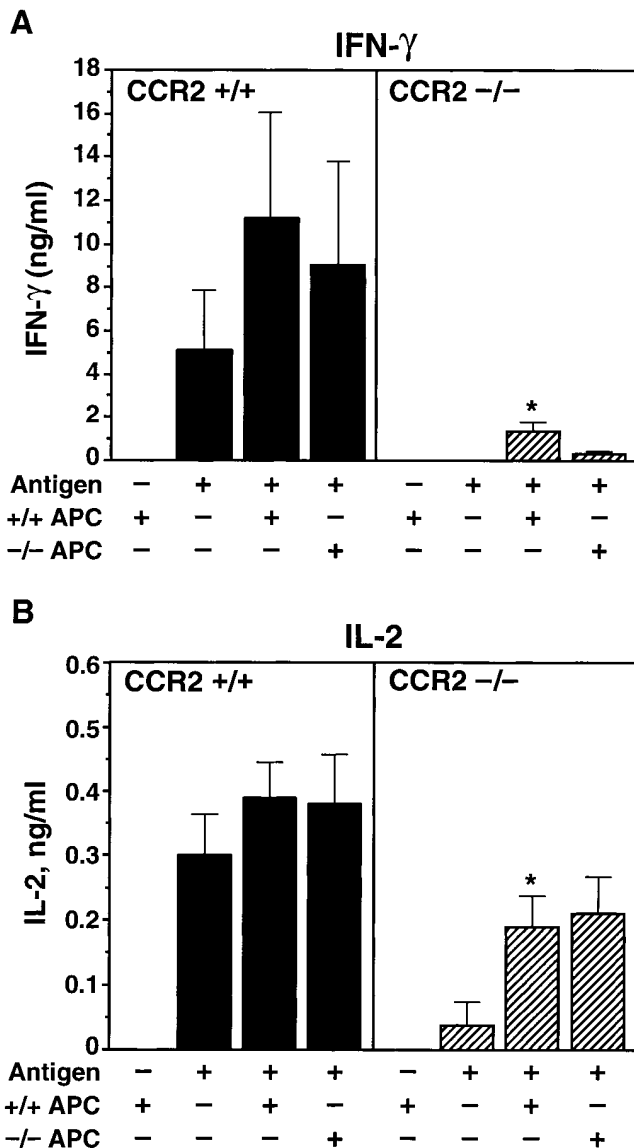 A
IFN-γ
18
16
14
12
10
8
6
4
2
0
IFN-γ (ng/ml)
CCR2 +/+
CCR2 −/−
*
Antigen − + + + − + + +
+/+ APC + − + − + − + −
−/− APC − − − + − − − +
B
IL-2
0.6
0.5
0.4
0.3
0.2
0.1
0
IL-2, ng/ml
CCR2 +/+
CCR2 −/−
*
Antigen − + + + − + + +
+/+ APC + − + − + − + −
−/− APC − − − + − − − +